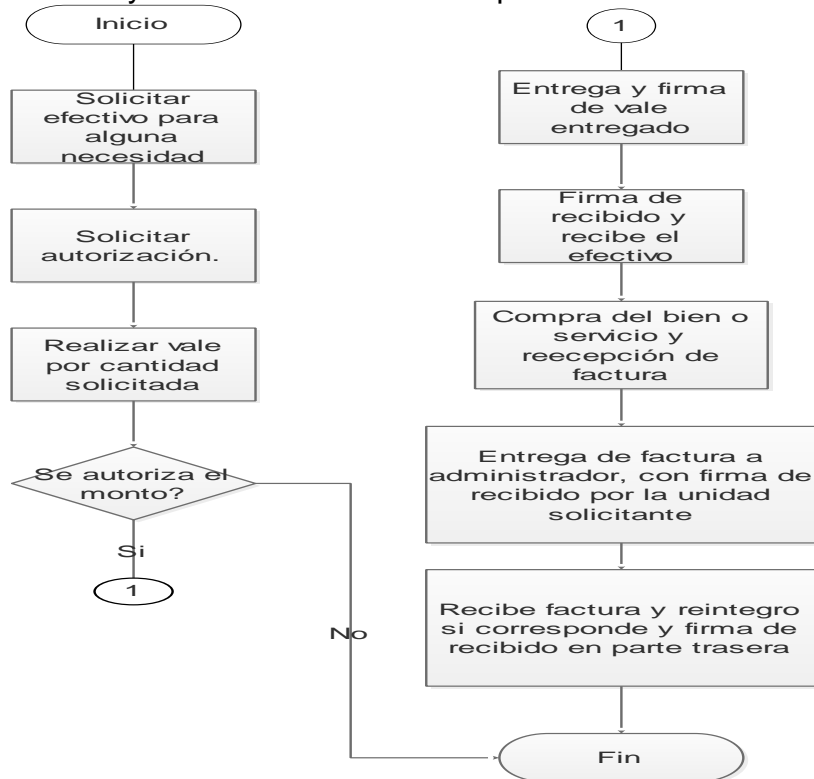 Inicio
Solicitar
efectivo para
alguna
necesidad
Solicitar
autorización.
Realizar vale
por cantidad
solicitada
Se autoriza el
monto?
Si
1
No
1
Entrega y firma
de vale
entregado
Firma de
recibido y
recibe el
efectivo
Compra del bien o
servicio y
reecepción de
factura
Entrega de factura a
administrador, con firma de
recibido por la unidad
solicitante
Recibe factura y reintegro
si corresponde y firma de
recibido en parte trasera
Fin